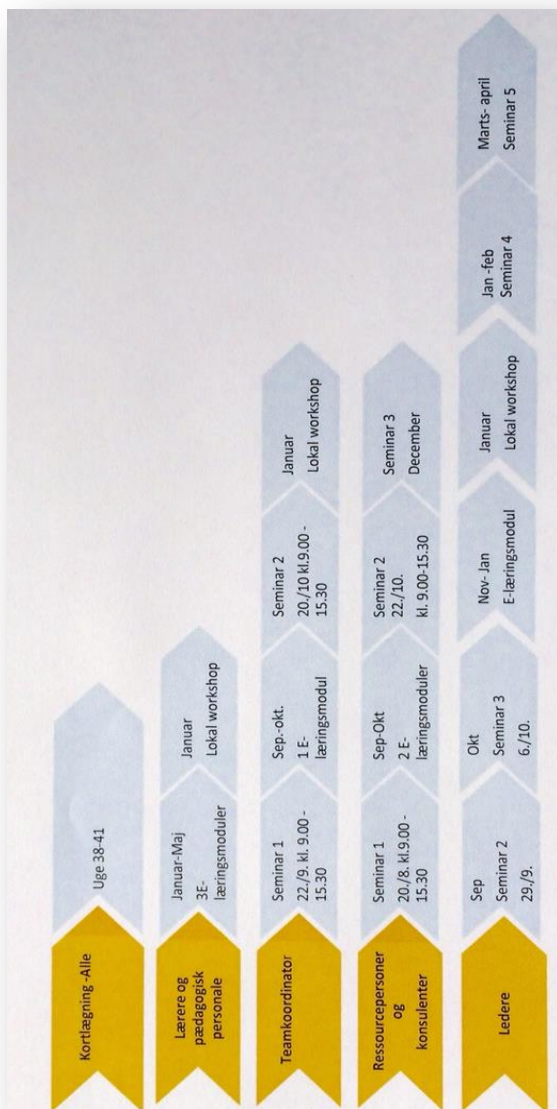 Kortlægning -Alle
Uge 38-41
Lærere og
pædagogisk
personale
Januar-Maj
3E-
læringsmoduler
Januar
Lokal workshop
Teamkoordinator
Seminar 1
22./9. kl. 9.00 -
15.30
Sep.-okt.
1 E-
læringsmodul
Seminar 2
20./10 kl.9.00 -
15.30
Januar
Lokal workshop
Ressourcepersoner
og
konsulenter
Seminar 1
20./8. kl.9.00 -
15.30
Sep-Okt
2 E-
læringsmoduler
Seminar 2
22./10.
kl. 9.00-15.30
Seminar 3
December
Ledere
Sep
Seminar 2
29./9.
Okt
Seminar 3
6./10.
Nov- Jan
E-læringsmodul
Januar
Lokal workshop
Jan -feb
Seminar 4
Marts- april
Seminar 5